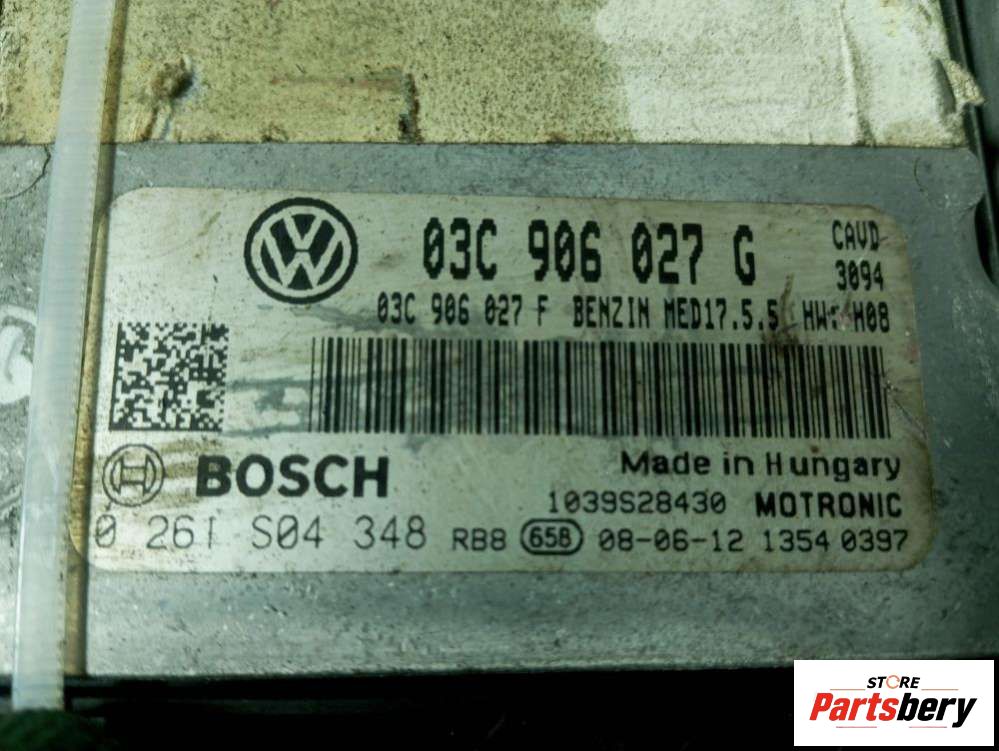 03C 906 027 G CAVD
3094
03C 906 027 F BENZIN MED17.5.5 HW: H08
BOSCH Made in Hungary
1039S28430 MOTRONIC
0 261 S04 348 RB8 658 08-06-12 1354 0397
STORE
Partsbery